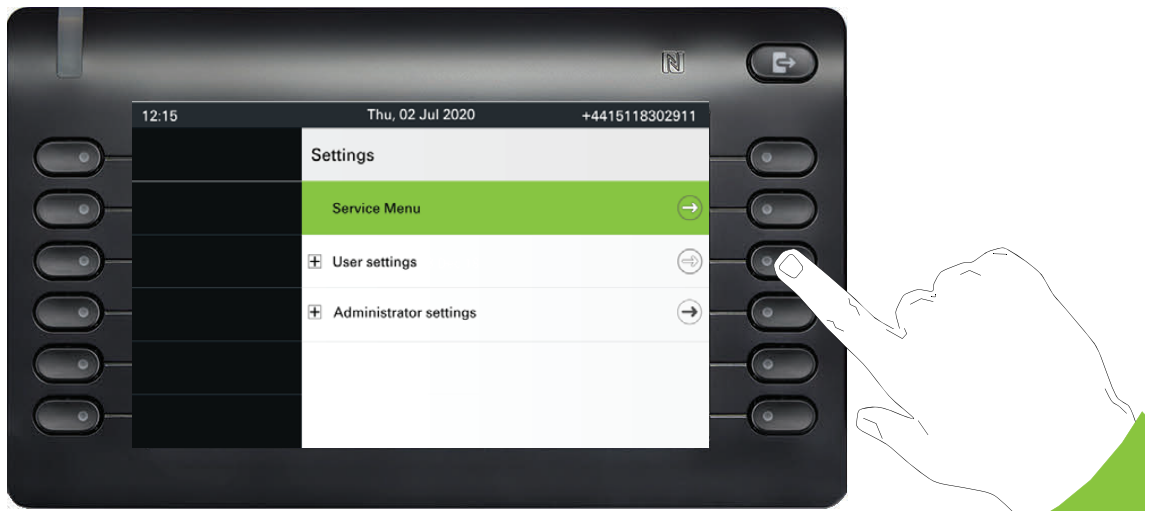 12:15 Thu, 02 Jul 2020 +4415118302911
Settings
Service Menu
User settings
Administrator settings